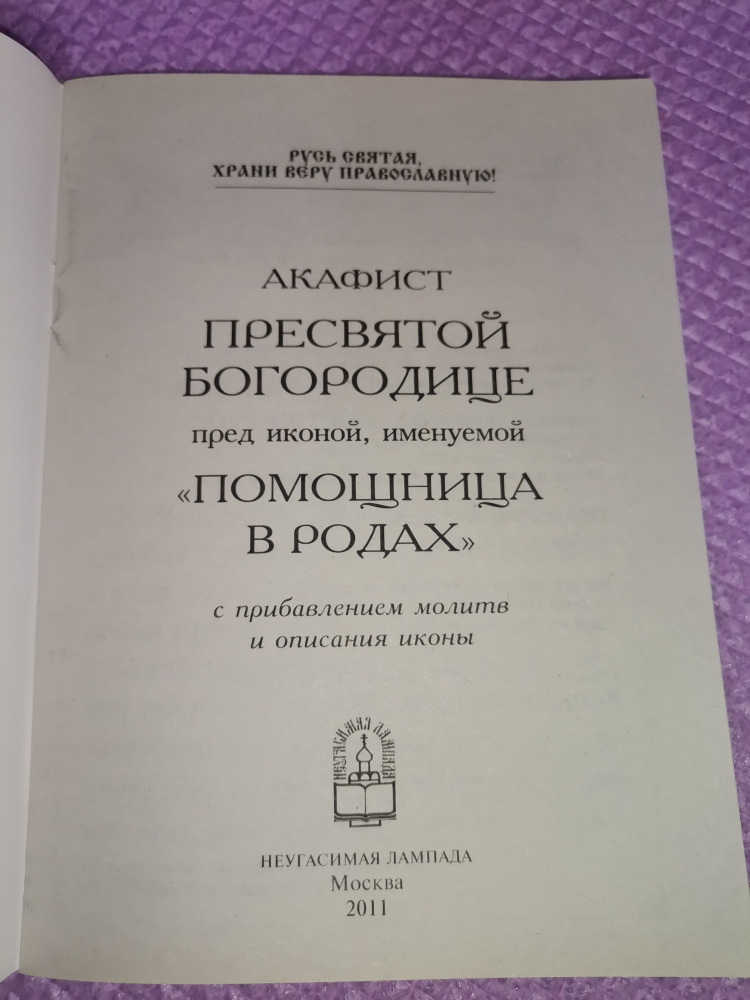 РУСЬ СВЯТАЯ,
ХРАНИ ВЕРУ ПРАВОСЛАВНУЮ!
АКАФИСТ
ПРЕСВЯТОЙ
БОГОРОДИЦЕ
пред иконой, именуемой
«ПОМОЩНИЦА
В РОДАХ»
с прибавлением молитв
и описания иконы
НЕУГАСИМАЯ ЛАМПАДА
НЕУГАСИМАЯ ЛАМПАДА
Москва
2011